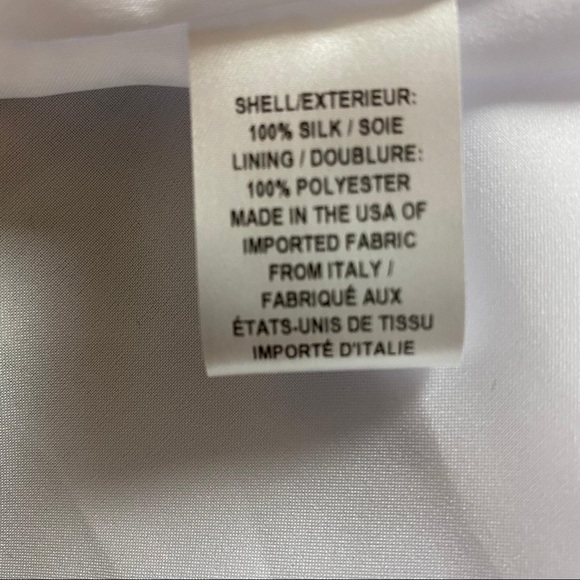 SHELL/EXTERIEUR:
100% SILK / SOIE
LINING / DOUBLURE:
100% POLYESTER
MADE IN THE USA OF
IMPORTED FABRIC
FROM ITALY /
FABRIQUÉ AUX
ÉTATS-UNIS DE TISSU
IMPORTÉ D'ITALIE